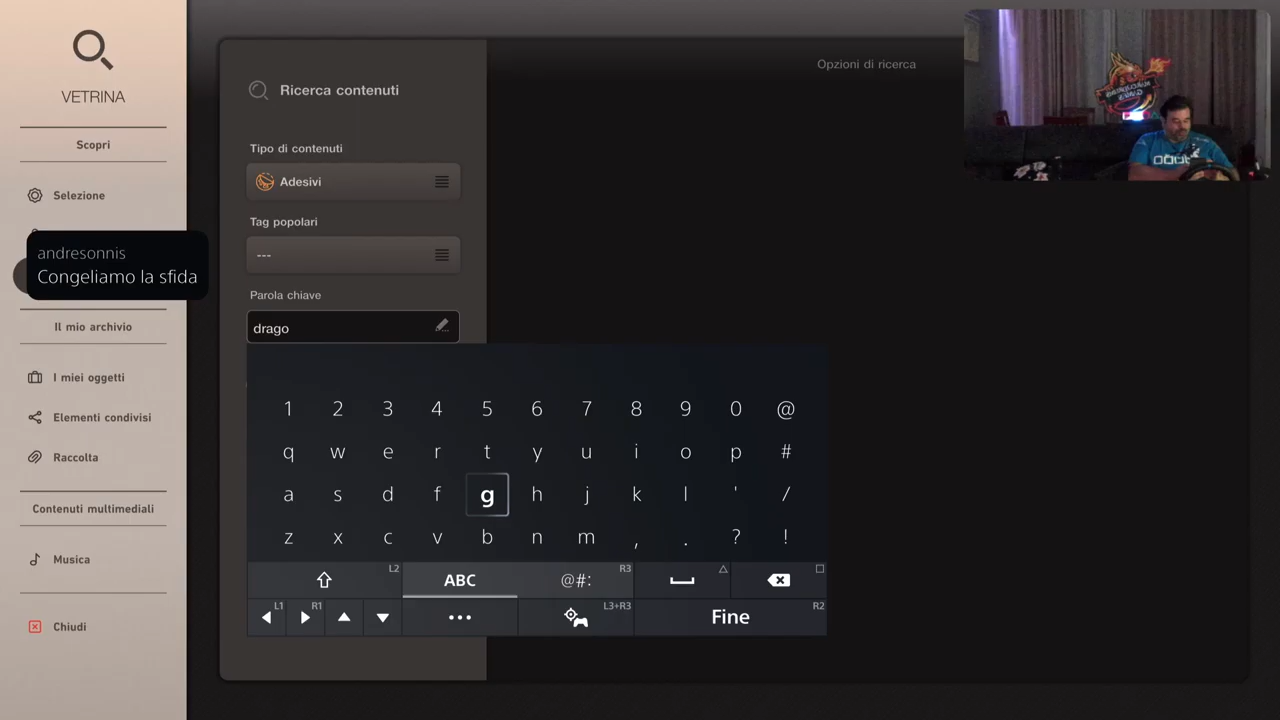 VETRINA
Scopri
Selezione
andresonnis
Congeliamo la sfida
Il mio archivio
I miei oggetti
Elementi condivisi
Raccolta
Contenuti multimediali
Musica
Chiudi
Ricerca contenuti
Tipo di contenuti
Adesivi
Tag popolari
---
Parola chiave
drago
1 2 3 4 5 6 7 8 9 0 @
q w e r t y u i o p #
a s d f g h j k l ' /
z x c v b n m , . ? !
L2 ABC @#: R3
L1 R1 ... L3+R3 Fine R2
Opzioni di ricerca